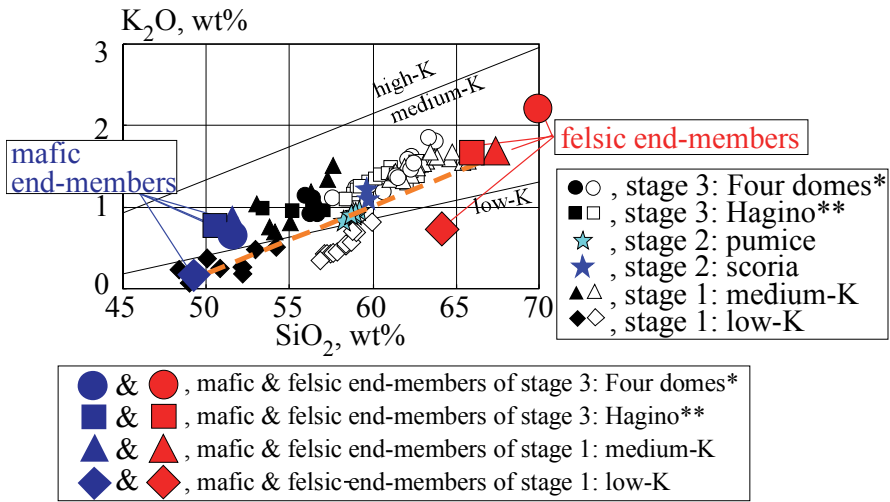 K₂O, wt%
3
2
1
0
high-K
medium-K
low-K
mafic
end-members
felsic end-members
45 50 55 60 65 70
SiO₂, wt%
, stage 3: Four domes*
, stage 3: Hagino**
, stage 2: pumice
, stage 2: scoria
, stage 1: medium-K
, stage 1: low-K
& , mafic & felsic end-members of stage 3: Four domes*
& , mafic & felsic end-members of stage 3: Hagino**
& , mafic & felsic end-members of stage 1: medium-K
& , mafic & felsic-end-members of stage 1: low-K